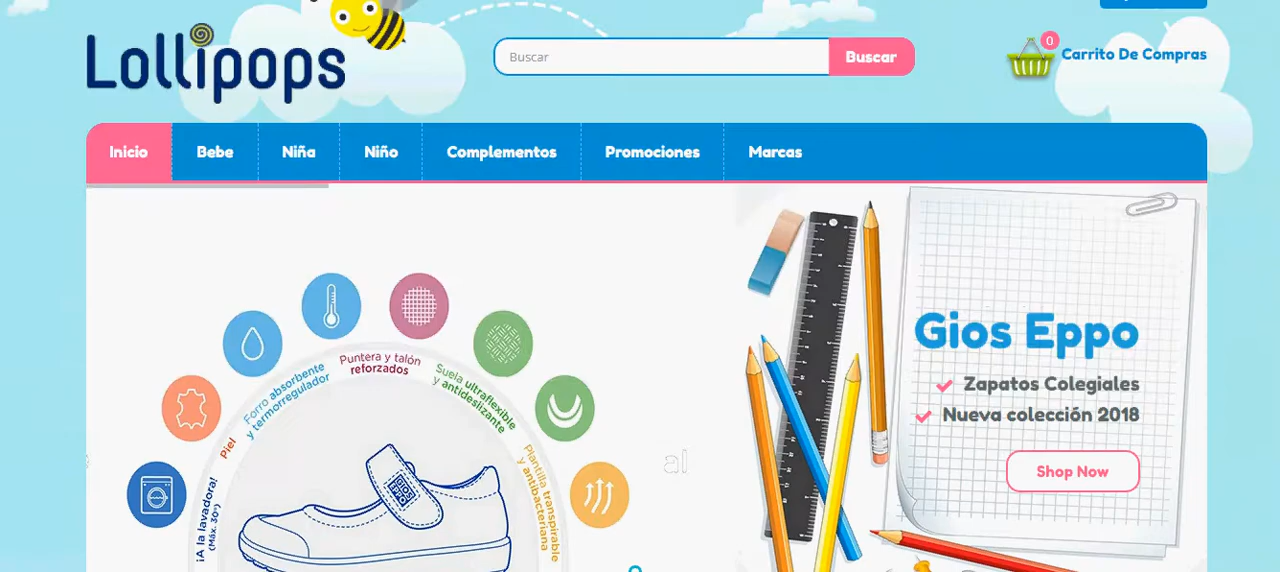 Lollipops
Buscar
Buscar
0
Carrito De Compras
Inicio
Bebe
Niña
Niño
Complementos
Promociones
Marcas
¡A la lavadora!
(Máx. 30º)
Piel
Forro absorbente
y termorregulador
Puntera y talón
reforzados
Suela ultraflexible
y antideslizante
Plantilla transpirable
y antibacteriana
GIOS
EPPO
al
Gios Eppo
Zapatos Colegiales
Nueva colección 2018
Shop Now